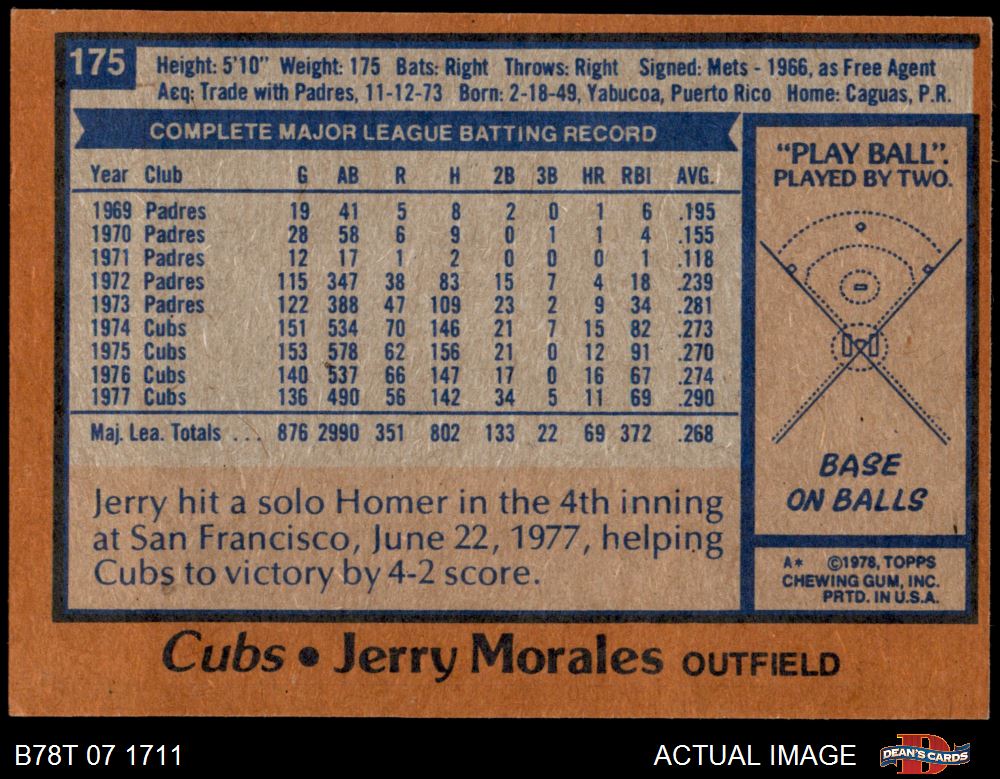 175
Height: 5'10" Weight: 175 Bats: Right Throws: Right Signed: Mets - 1966, as Free Agent
Acq: Trade with Padres, 11-12-73 Born: 2-18-49, Yabucoa, Puerto Rico Home: Caguas, P.R.
COMPLETE MAJOR LEAGUE BATTING RECORD
Year Club G AB R H 2B 3B HR RBI AVG.
1969 Padres 19 41 5 8 2 0 1 6 .195
1970 Padres 28 58 6 9 0 1 1 4 .155
1971 Padres 12 17 1 2 0 0 0 1 .118
1972 Padres 115 347 38 83 15 7 4 18 .239
1973 Padres 122 388 47 109 23 2 9 34 .281
1974 Cubs 151 534 70 146 21 7 15 82 .273
1975 Cubs 153 578 62 156 21 0 12 91 .270
1976 Cubs 140 537 66 147 17 0 16 67 .274
1977 Cubs 136 490 56 142 34 5 11 69 .290
Maj. Lea. Totals ... 876 2990 351 802 133 22 69 372 .268
Jerry hit a solo Homer in the 4th inning
at San Francisco, June 22, 1977, helping
Cubs to victory by 4-2 score.
"PLAY BALL".
PLAYED BY TWO.
BASE
ON BALLS
A* ©1978, TOPPS
CHEWING GUM, INC.
PRTD. IN U.S.A.
Cubs • Jerry Morales OUTFIELD
B78T 07 1711
ACTUAL IMAGE
DEAN'S CARDS